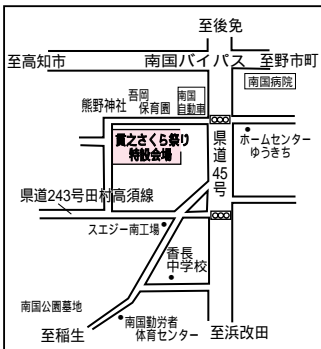 至後免
至高知市
南国バイパス
至野市町
南国病院
吾岡
保育園
南国
自動車
熊野神社
貫之さくら祭り
特設会場
県道45号
ホームセンター
ゆうきち
県道243号田村高須線
スエジー南工場
香長
中学校
南国公園墓地
至稲生
南国勤労者
体育センター
至浜改田